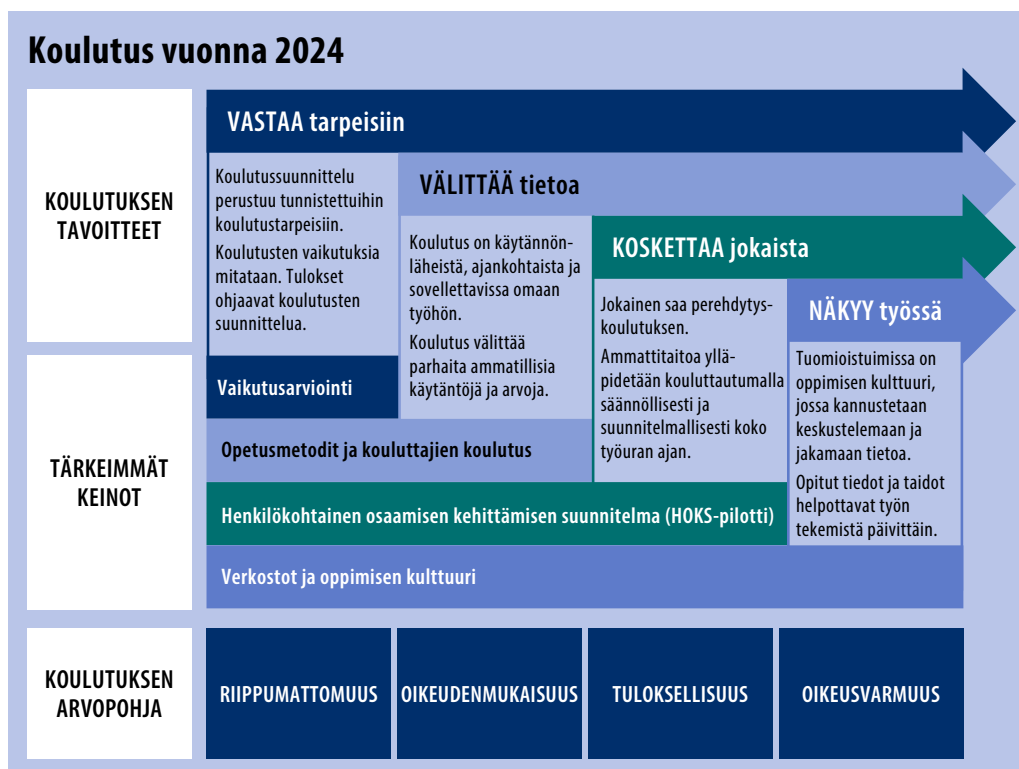 Koulutus vuonna 2024
KOULUTUKSEN
TAVOITTEET
VASTAA tarpeisiin
Koulutussuunnittelu
perustuu tunnistettuihin
koulutustarpeisiin.
Koulutusten vaikutuksia
mitataan. Tulokset
ohjaavat koulutusten
suunnittelua.
VÄLITTÄÄ tietoa
Koulutus on käytännön-
läheistä, ajankohtaista ja
sovellettavissa omaan
työhön.
Koulutus välittää
parhaita ammatillisia
käytäntöjä ja arvoja.
KOSKETTAA jokaista
Jokainen saa perehdytys-
koulutuksen.
Ammattitaitoa yllä-
pidetään kouluttautumalla
säännöllisesti ja
suunnitelmallisesti koko
työuran ajan.
NÄKYY työssä
Tuomioistuimissa on
oppimisen kulttuuri,
jossa kannustetaan
keskustelemaan ja
jakamaan tietoa.
Opitut tiedot ja taidot
helpottavat työn
tekemistä päivittäin.
TÄRKEIMMÄT
KEINOT
Vaikutusarviointi
Opetusmetodit ja kouluttajien koulutus
Henkilökohtainen osaamisen kehittämisen suunnitelma (HOKS-pilotti)
Verkostot ja oppimisen kulttuuri
KOULUTUKSEN
ARVOPOHJA
RIIPPUMATTOMUUS
OIKEUDENMUKAISUUS
TULOKSELLISUUS
OIKEUSVARMUUS